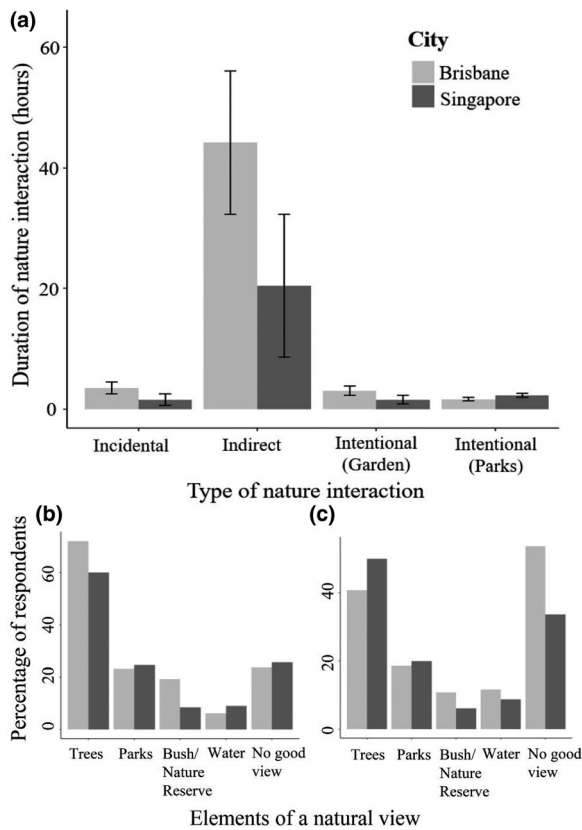 (a)
City
Brisbane
Singapore
Duration of nature interaction (hours)
60
40
20
0
Incidental
Indirect
Intentional
(Garden)
Intentional
(Parks)
Type of nature interaction
(b)
(c)
Percentage of respondents
60
40
20
0
Trees
Parks
Bush/
Nature
Reserve
Water
No good
view
40
20
0
Trees
Parks
Bush/
Nature
Reserve
Water
No good
view
Elements of a natural view